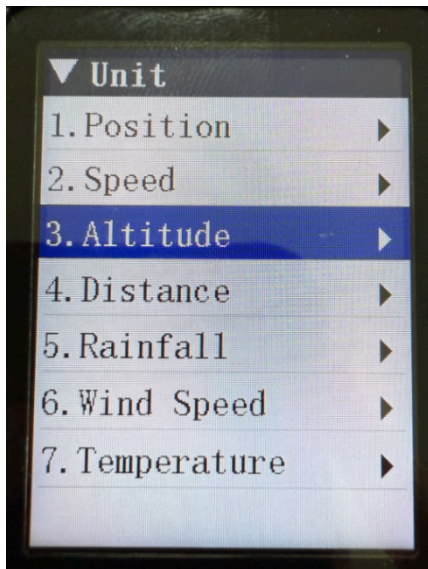 Unit
1.Position
2.Speed
3.Altitude
4.Distance
5.Rainfall
6.Wind Speed
7.Temperature